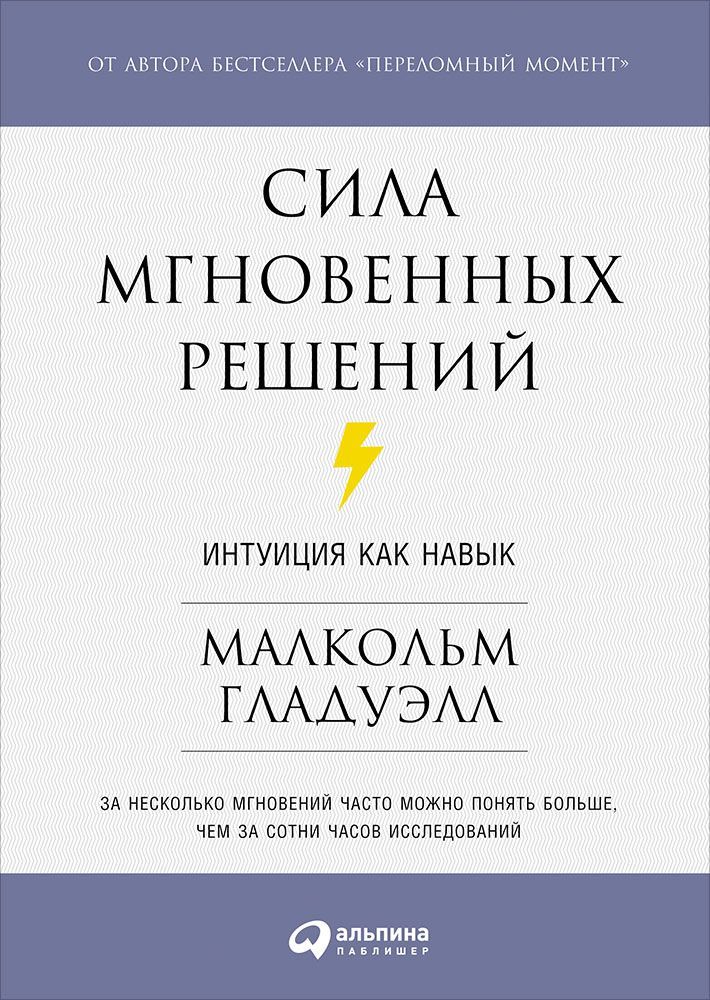 ОТ АВТОРА БЕСТСЕЛЛЕРА «ПЕРЕЛОМНЫЙ МОМЕНТ»
СИЛА
МГНОВЕННЫХ
РЕШЕНИЙ
ИНТУИЦИЯ КАК НАВЫК
МАЛКОЛЬМ
ГЛАДУЭЛЛ
ЗА НЕСКОЛЬКО МГНОВЕНИЙ ЧАСТО МОЖНО ПОНЯТЬ БОЛЬШЕ,
ЧЕМ ЗА СОТНИ ЧАСОВ ИССЛЕДОВАНИЙ
альпина
ПАБЛИШЕР